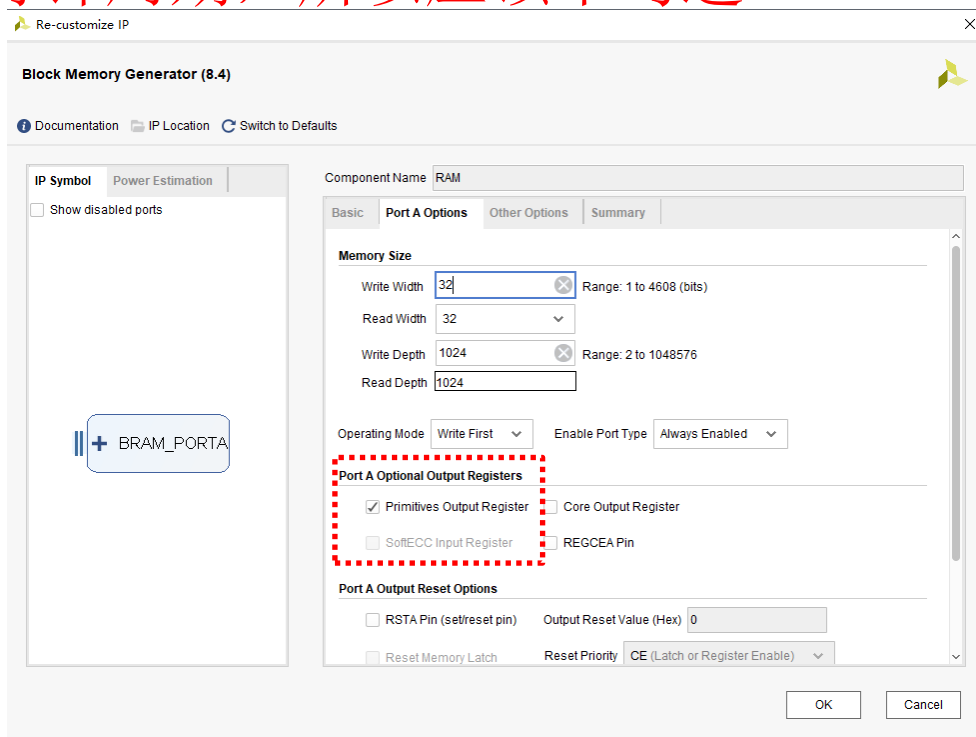 Re-customize IP
Block Memory Generator (8.4)
Documentation IP Location Switch to Defaults
IP Symbol Power Estimation
Show disabled ports
BRAM_PORTA
Component Name RAM
Basic Port A Options Other Options Summary
Memory Size
Write Width 32 Range: 1 to 4608 (bits)
Read Width 32
Write Depth 1024 Range: 2 to 1048576
Read Depth 1024
Operating Mode Write First Enable Port Type Always Enabled
Port A Optional Output Registers
Primitives Output Register Core Output Register
SoftECC Input Register REGCEA Pin
Port A Output Reset Options
RSTA Pin (set/reset pin) Output Reset Value (Hex) 0
Reset Memory Latch Reset Priority CE (Latch or Register Enable)
OK Cancel